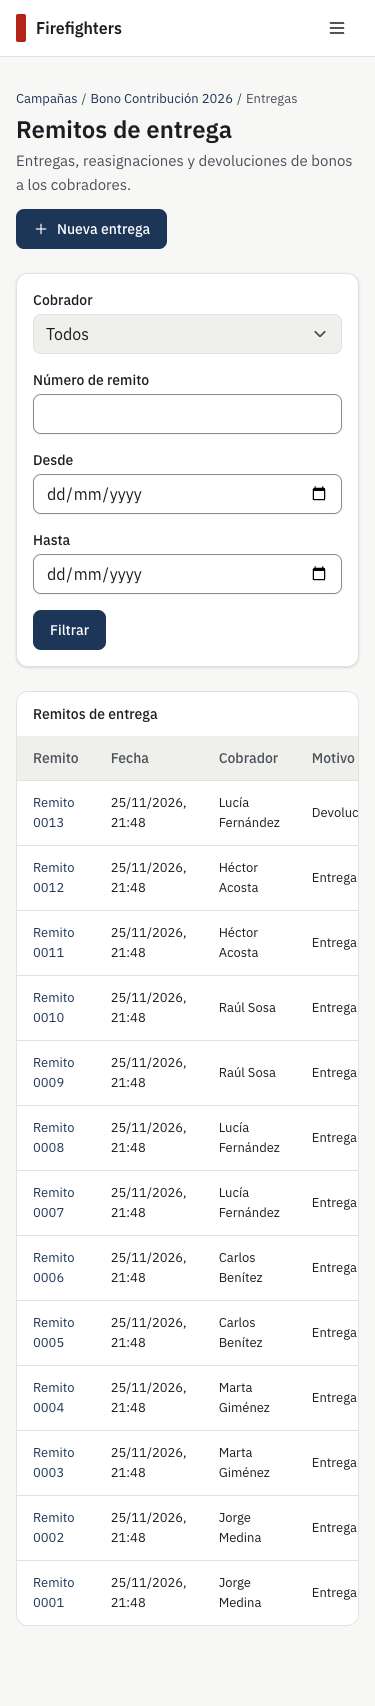 Firefighters
Campañas / Bono Contribución 2026 / Entregas
Remitos de entrega
Entregas, reasignaciones y devoluciones de bonos
a los cobradores.
Nueva entrega
Cobrador
Todos
Número de remito
Desde
dd/mm/yyyy
Hasta
dd/mm/yyyy
Filtrar
Remitos de entrega
Remito Fecha Cobrador Motivo
Remito 25/11/2026, Lucía
0013 21:48 Fernández Devoluc
Remito 25/11/2026, Héctor
0012 21:48 Acosta Entrega
Remito 25/11/2026, Héctor
0011 21:48 Acosta Entrega
Remito 25/11/2026, Raúl Sosa Entrega
0010 21:48
Remito 25/11/2026, Raúl Sosa Entrega
0009 21:48
Remito 25/11/2026, Lucía
0008 21:48 Fernández Entrega
Remito 25/11/2026, Lucía
0007 21:48 Fernández Entrega
Remito 25/11/2026, Carlos
0006 21:48 Benítez Entrega
Remito 25/11/2026, Carlos
0005 21:48 Benítez Entrega
Remito 25/11/2026, Marta
0004 21:48 Giménez Entrega
Remito 25/11/2026, Marta
0003 21:48 Giménez Entrega
Remito 25/11/2026, Jorge
0002 21:48 Medina Entrega
Remito 25/11/2026, Jorge
0001 21:48 Medina Entrega